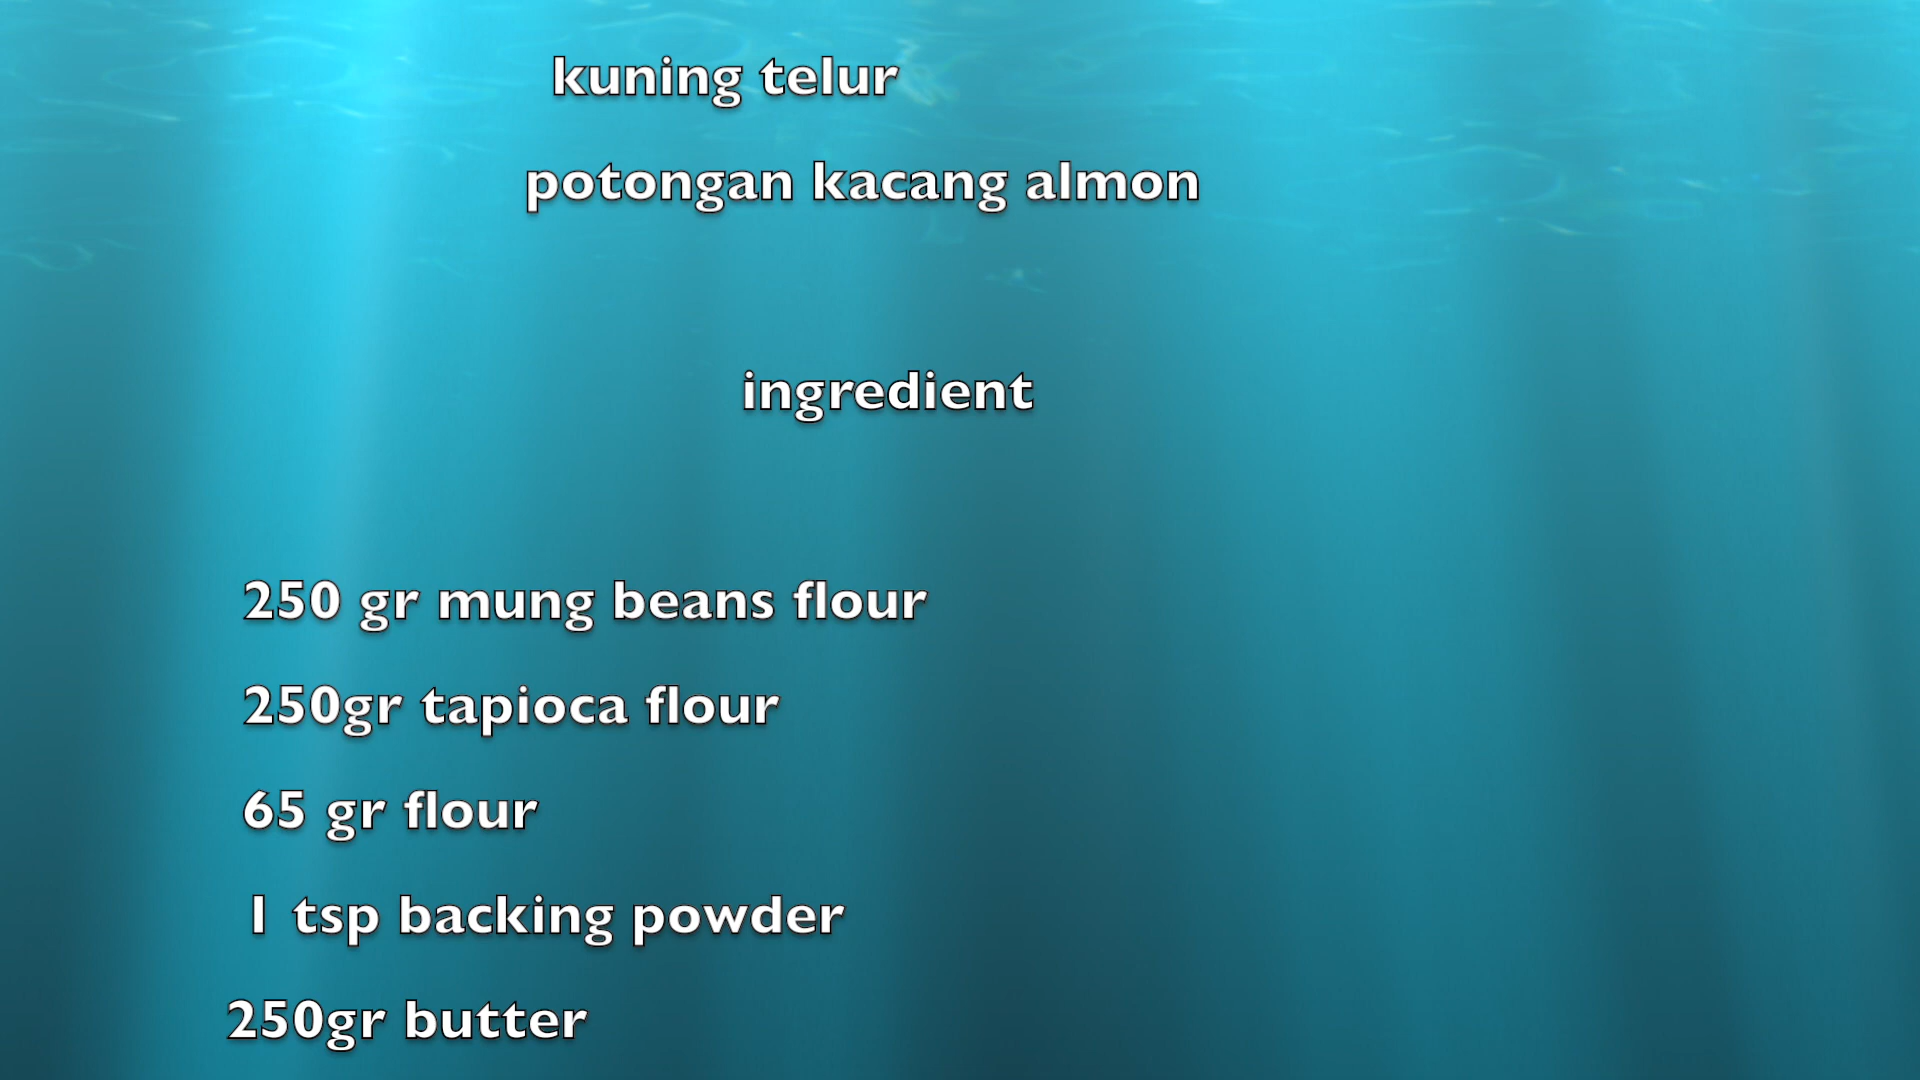 kuning telur
potongan kacang almon
ingredient
250 gr mung beans flour
250gr tapioca flour
65 gr flour
1 tsp backing powder
250gr butter